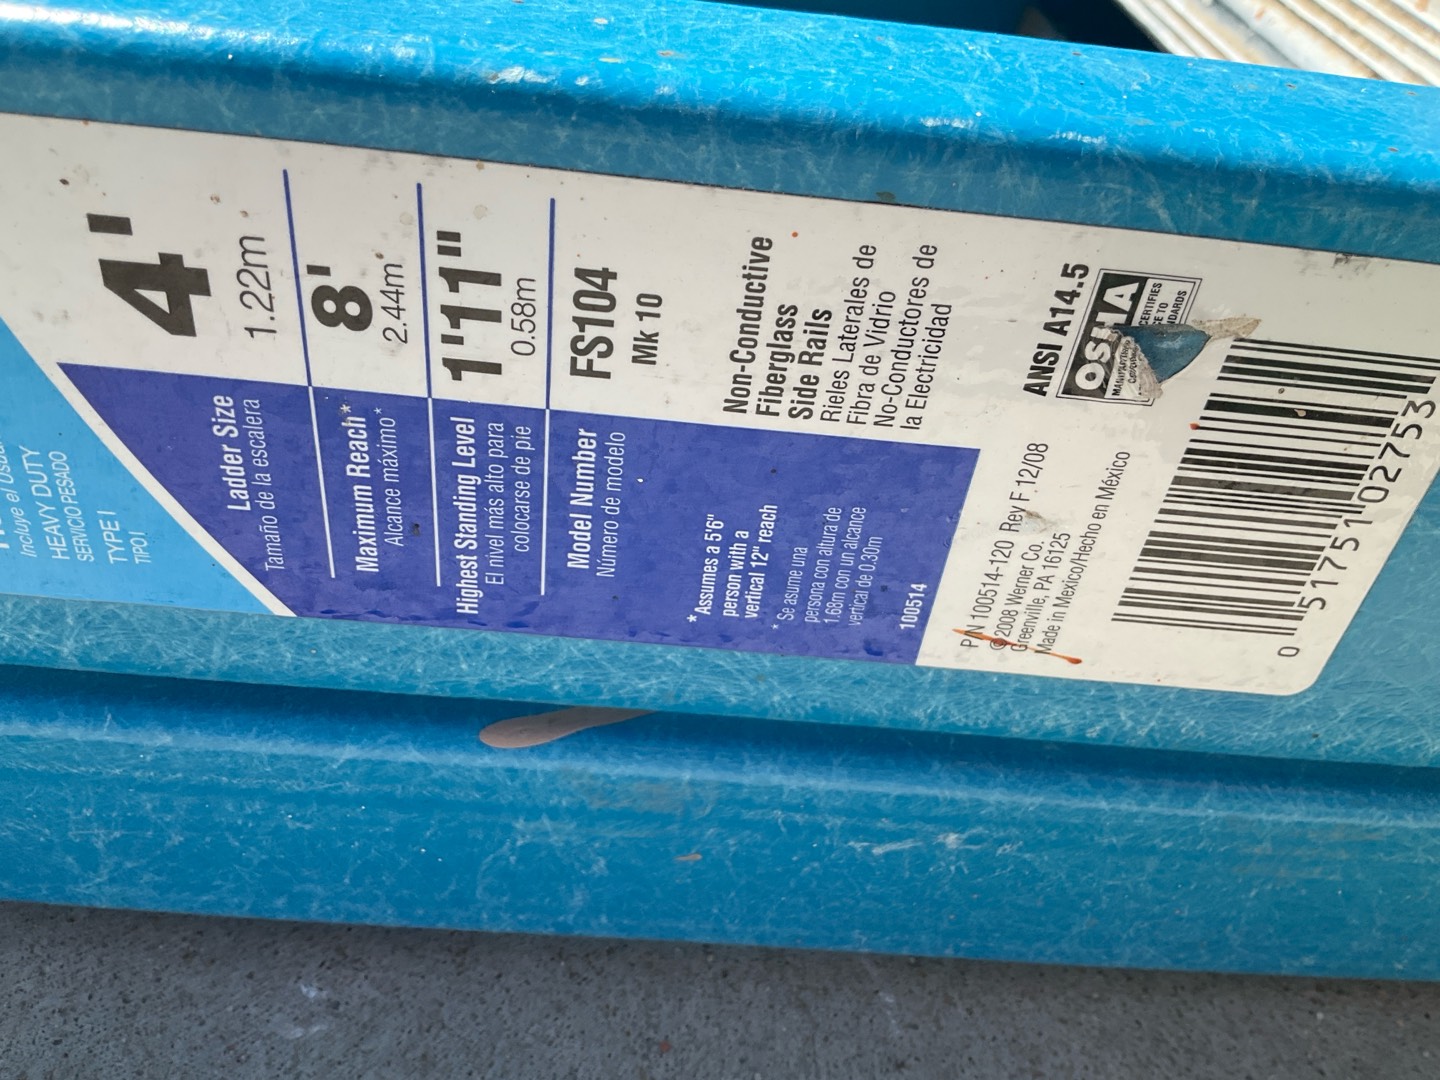 Incluye el
HEAVY DUTY
SERVICIO PESADO
TYPE I
TIPO I
Ladder Size
Tamaño de la escalera
4'
1.22m
Maximum Reach*
Alcance máximo*
8'
2.44m
Highest Standing Level
El nivel más alto para
colocarse de pie
1'11"
0.58m
Model Number
Número de modelo
FS104
Mk 10
*Assumes a 5'6"
person with a
vertical 12" reach
* Se asume una
persona con altura de
1.68m con un alcance
vertical de 0.30m
100514
Non-Conductive
Fiberglass
Side Rails
Rieles Laterales de
Fibra de Vidrio
No-Conductores de
la Electricidad
P/N 100514-120 Rev F 12/08
©2008 Werner Co.
Greenville, PA 16125
Made in Mexico/Hecho en México
ANSI A14.5
OSHA
CERTIFIES
0 51751 02753